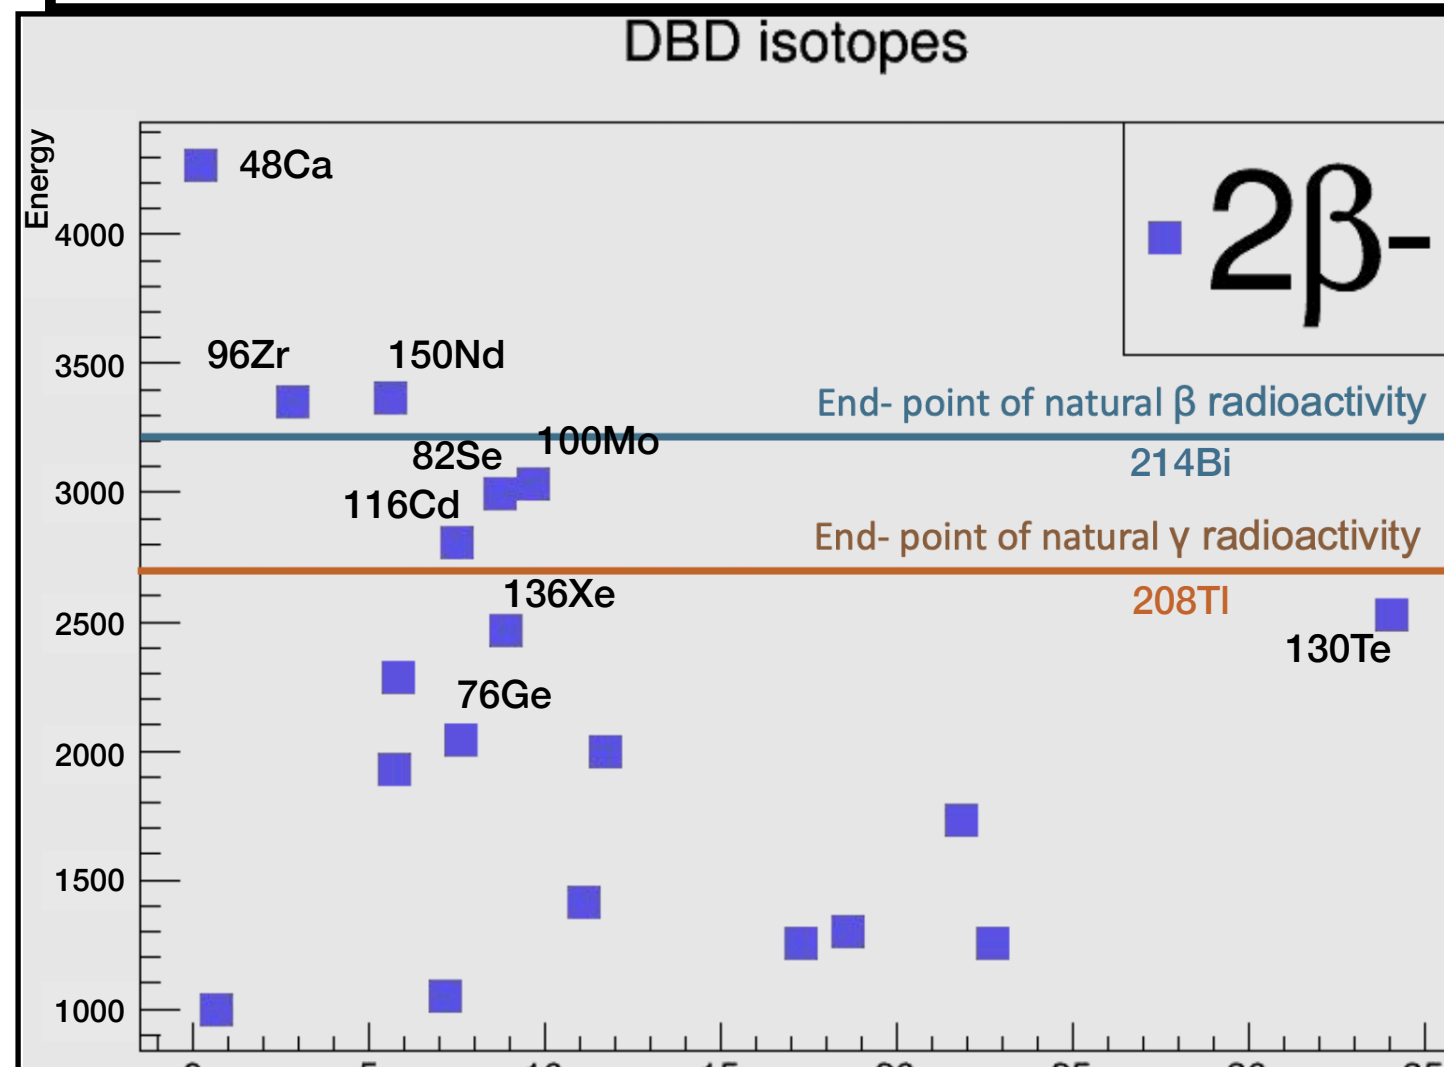 DBD isotopes
Energy
48Ca
2β-
4000
96Zr 150Nd
3500
End- point of natural β radioactivity
82Se 100Mo
214Bi
3000
116Cd
End- point of natural γ radioactivity
136Xe
208Tl
2500
130Te
76Ge
2000
1500
1000